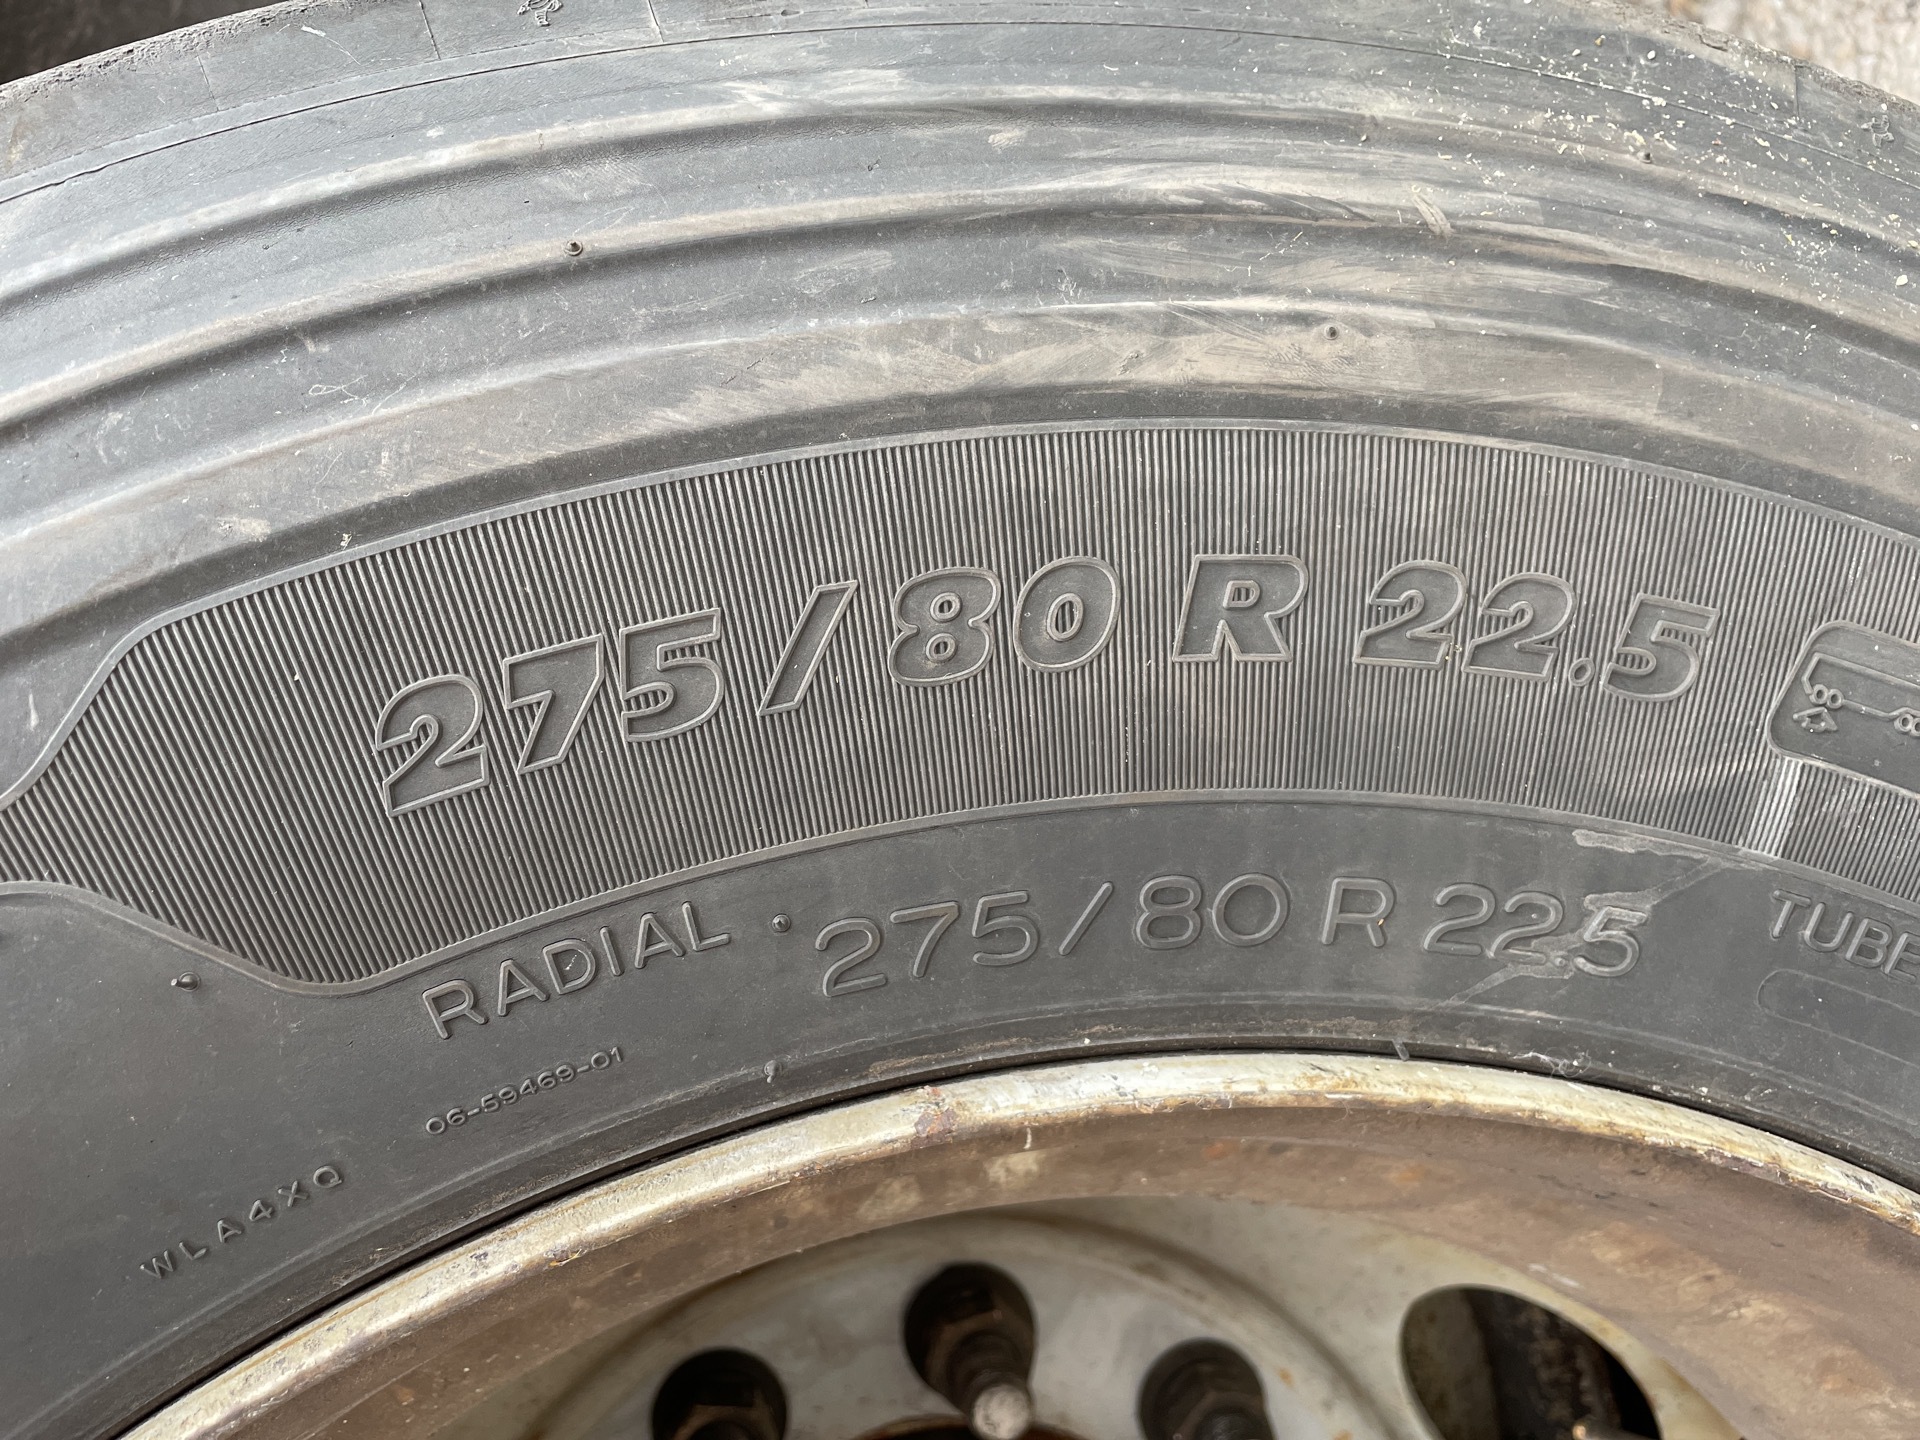 275/80 R 22.5
RADIAL 275/80 R 22.5 TUBE
06-59469-01
WLA4XQ